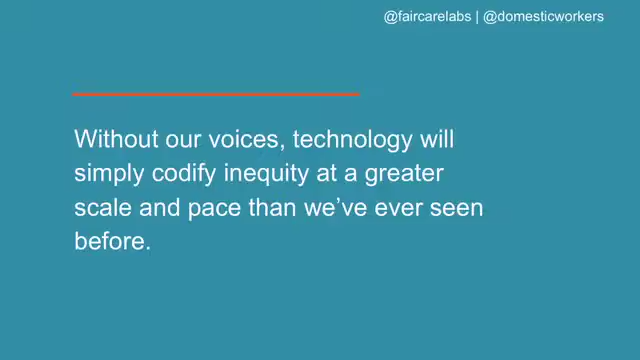 @faircarelabs | @domesticworkers
Without our voices, technology will
simply codify inequity at a greater
scale and pace than we’ve ever seen
before.